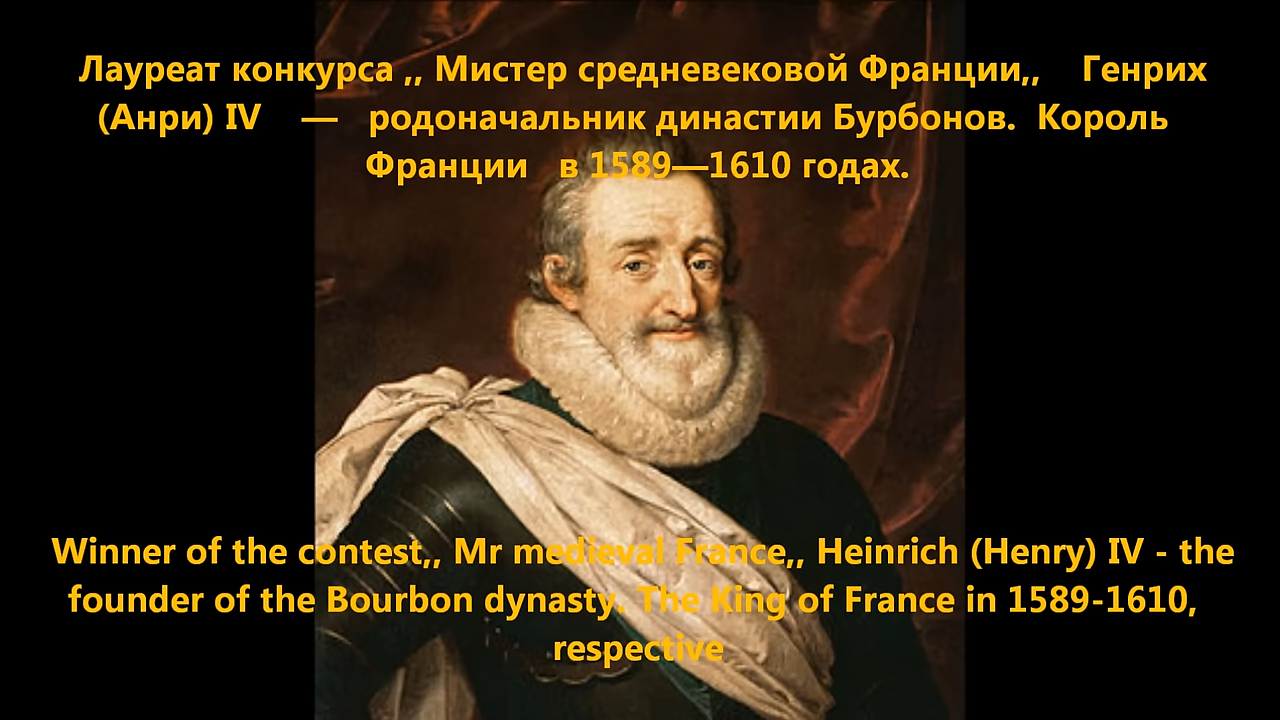 Лауреат конкурса ,, Мистер средневековой Франции,, Генрих
(Анри) IV — родоначальник династии Бурбонов. Король
Франции в 1589—1610 годах.
Winner of the contest,, Mr medieval France,, Heinrich (Henry) IV - the
founder of the Bourbon dynasty. The King of France in 1589-1610,
respective